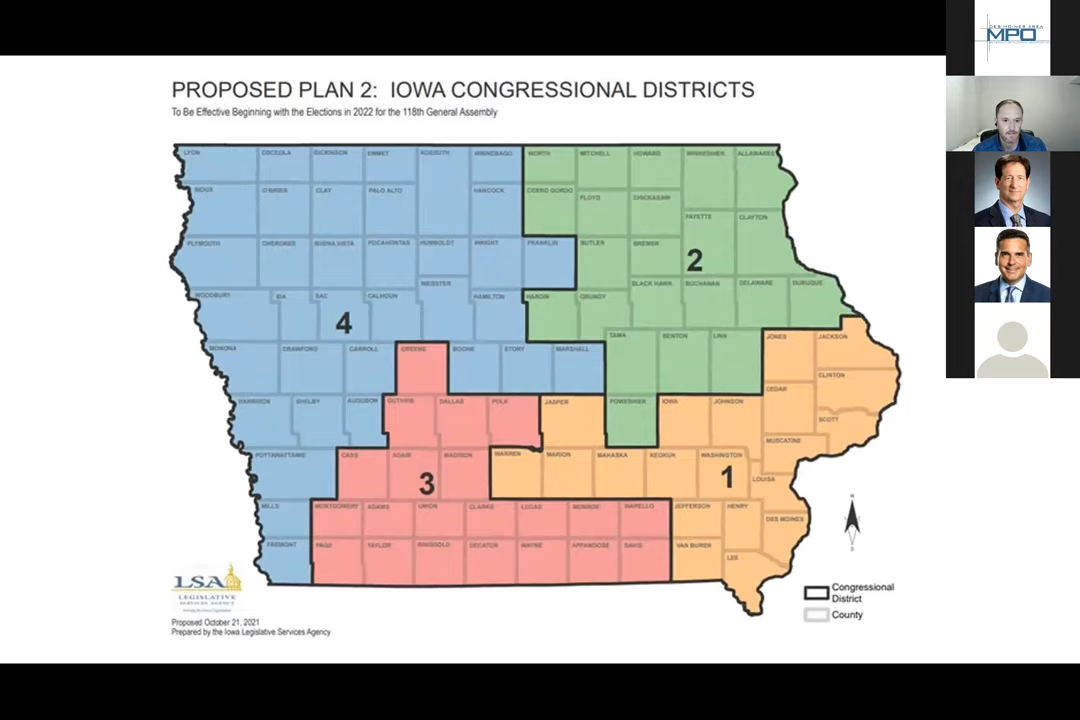 PROPOSED PLAN 2: IOWA CONGRESSIONAL DISTRICTS
To Be Effective Beginning with the Elections in 2022 for the 118th General Assembly
DES MOINES AREA
MPO
LYON OSCEOLA DICKINSON EMMET KOSSUTH WINNEBAGO WORTH MITCHELL HOWARD WINNESHIEK ALLAMAKEE
SIOUX O'BRIEN CLAY PALO ALTO HANCOCK CERRO GORDO
FLOYD CHICKASAW
FAYETTE CLAYTON
PLYMOUTH CHEROKEE BUENA VISTA POCAHONTAS HUMBOLDT WRIGHT FRANKLIN BUTLER BREMER
2
WEBSTER BLACK HAWK BUCHANAN DELAWARE DUBUQUE
WOODBURY IDA SAC CALHOUN HAMILTON HARDIN GRUNDY
4
TAMA BENTON LINN JONES JACKSON
MONONA CRAWFORD CARROLL GREENE BOONE STORY MARSHALL
CLINTON
CEDAR
HARRISON SHELBY AUDUBON GUTHRIE DALLAS POLK JASPER POWESHIEK IOWA JOHNSON
SCOTT
MUSCATINE
POTTAWATTAMIE CASS ADAIR MADISON WARREN MARION MAHASKA KEOKUK WASHINGTON
3
1
LOUISA
MILLS MONTGOMERY ADAMS UNION CLARKE LUCAS MONROE WAPELLO JEFFERSON HENRY
DES MOINES
FREMONT PAGE TAYLOR RINGGOLD DECATUR WAYNE APPANOOSE DAVIS VAN BUREN
LEE
N
LSA
LEGISLATIVE
SERVICES AGENCY
Congressional
District
County
Proposed October 21, 2021
Prepared by the Iowa Legislative Services Agency